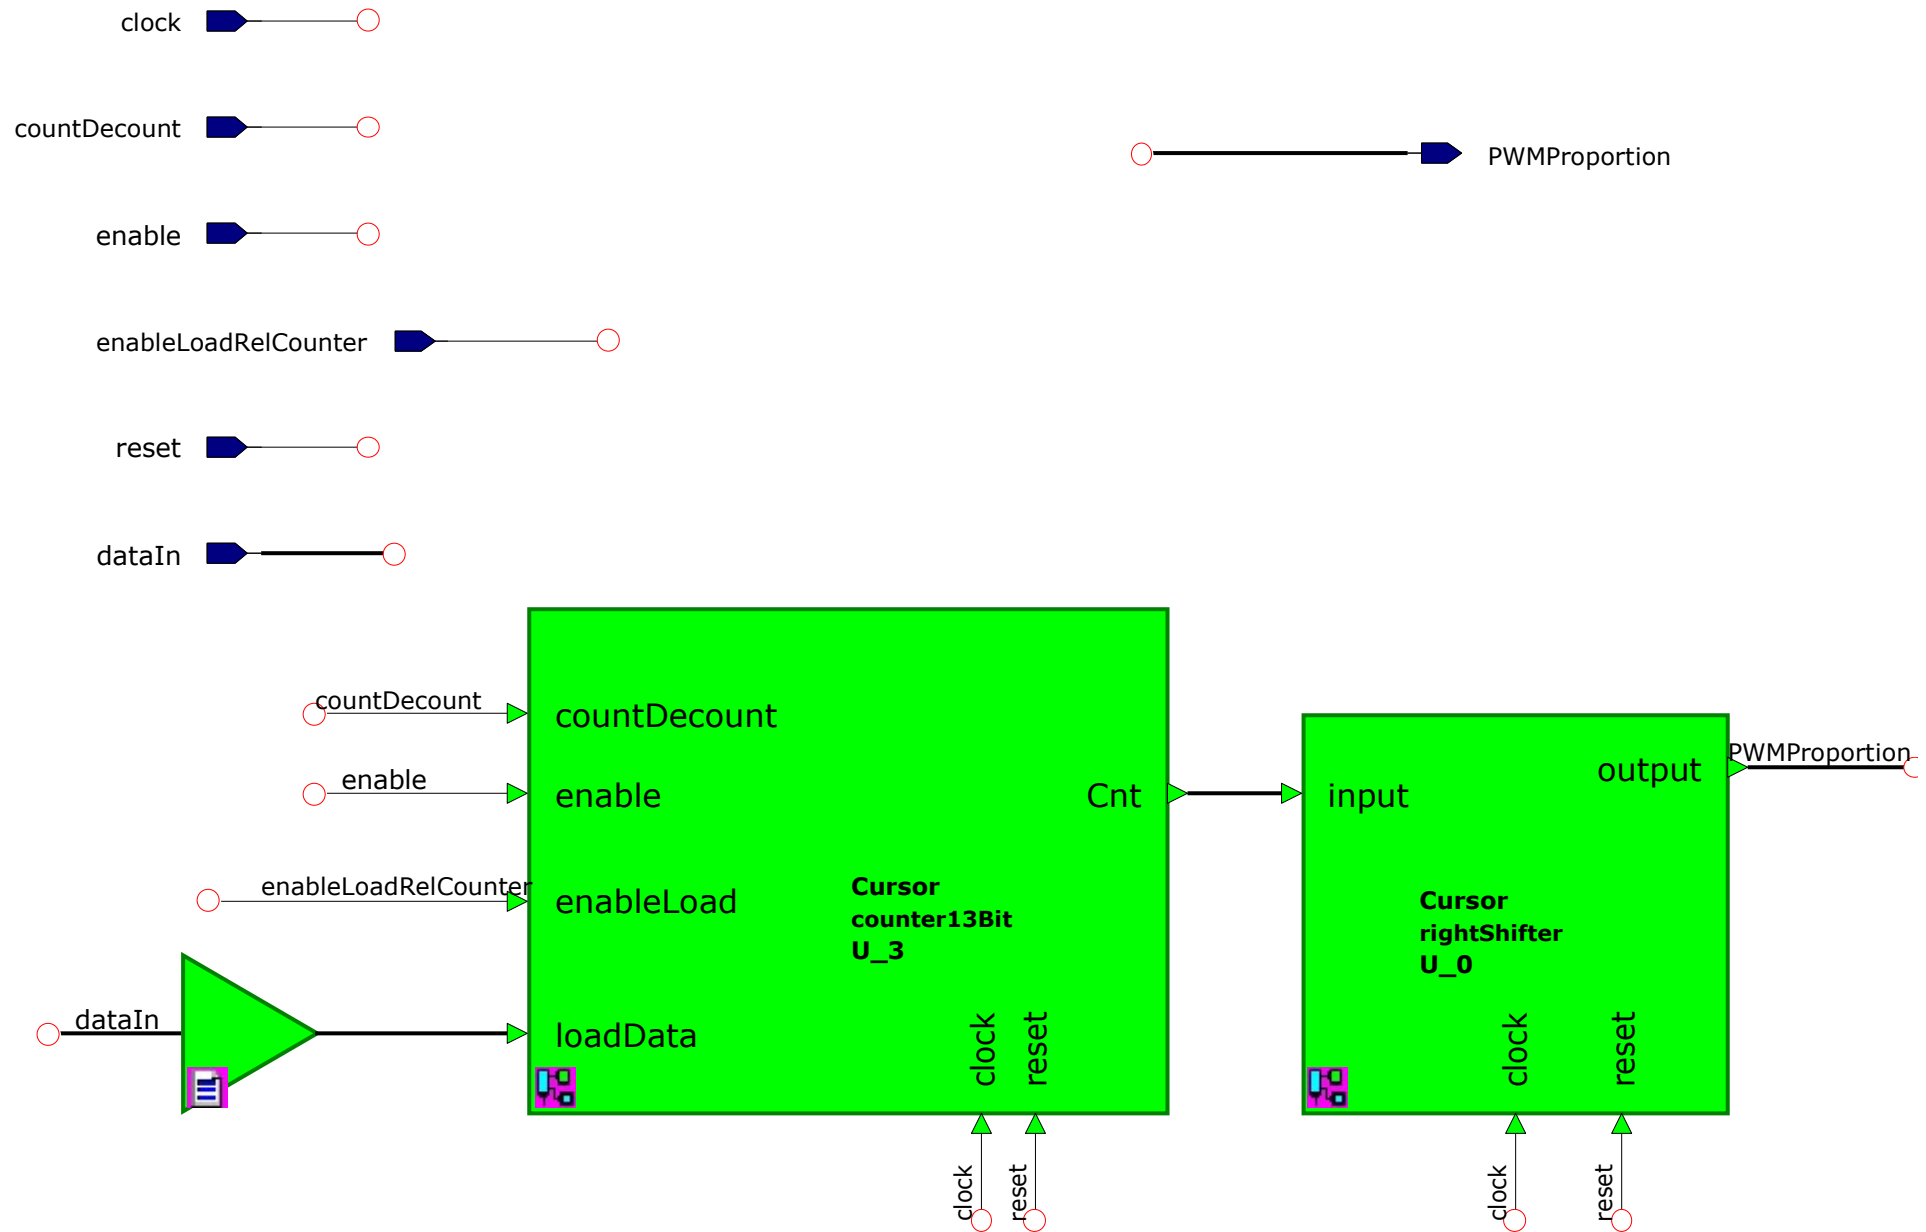 clock
countDecount
PWMProportion
enable
enableLoadRelCounter
reset
dataIn
countDecount
countDecount
enable
enable
Cnt
enableLoadRelCounter
enableLoad
Cursor
counter13Bit
U_3
dataIn
loadData
clock
reset
clock
reset
input
output
PWMProportion
Cursor
rightShifter
U_0
clock
reset
clock
reset